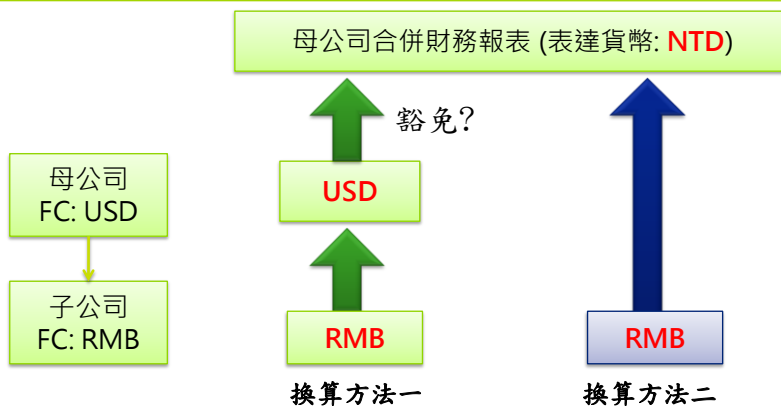 母公司合併財務報表 (表達貨幣: NTD)
豁免?
母公司
FC: USD
子公司
FC: RMB
USD
RMB
換算方法一
RMB
換算方法二